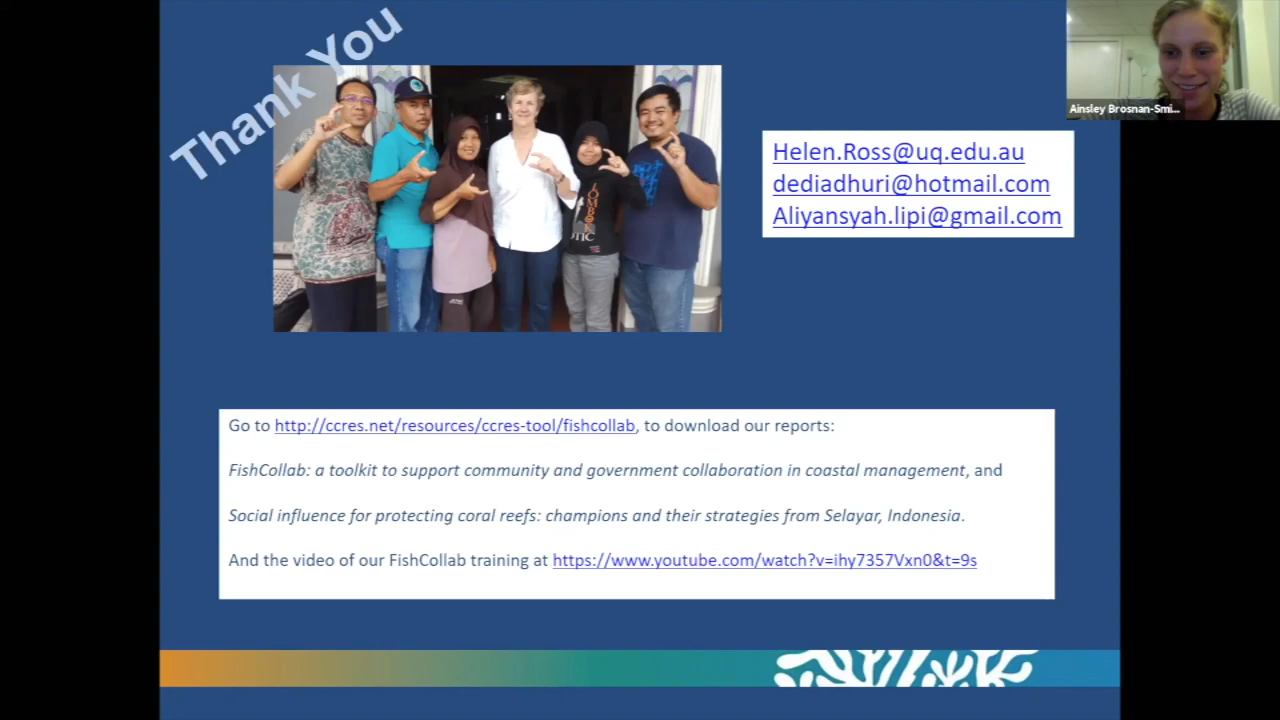 Thank You
Ainsley Brosnan-Smi...
Helen.Ross@uq.edu.au
dediadhuri@hotmail.com
Aliyansyah.lipi@gmail.com
LOMBOK
Go to http://ccres.net/resources/ccres-tool/fishcollab, to download our reports:
FishCollab: a toolkit to support community and government collaboration in coastal management, and
Social influence for protecting coral reefs: champions and their strategies from Selayar, Indonesia.
And the video of our FishCollab training at https://www.youtube.com/watch?v=ihy7357Vxn0&t=9s